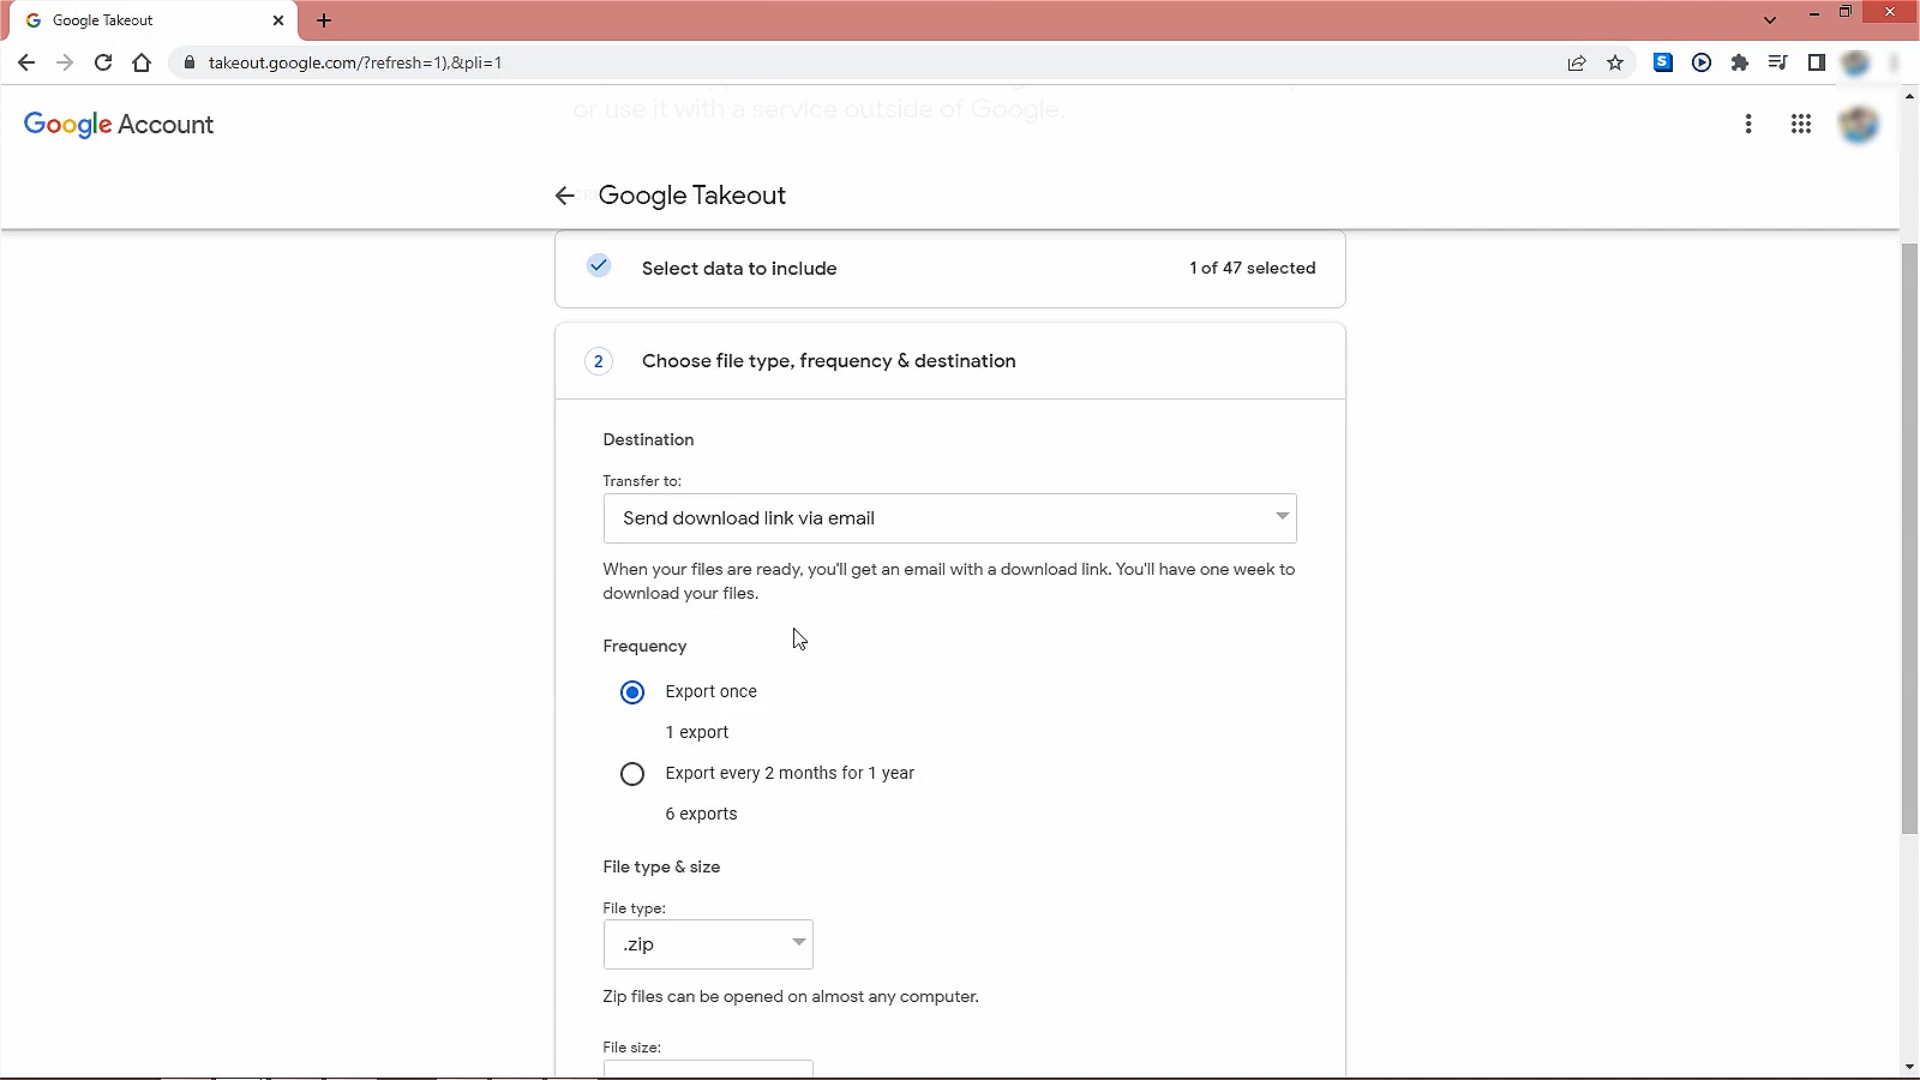 Google Takeout
takeout.google.com/?refresh=1),&pli=1
or use it with a service outside of Google.
Google Account
Google Takeout
Select data to include
1 of 47 selected
2
Choose file type, frequency & destination
Destination
Transfer to:
Send download link via email
When your files are ready, you'll get an email with a download link. You'll have one week to
download your files.
Frequency
Export once
1 export
Export every 2 months for 1 year
6 exports
File type & size
File type:
.zip
Zip files can be opened on almost any computer.
File size: